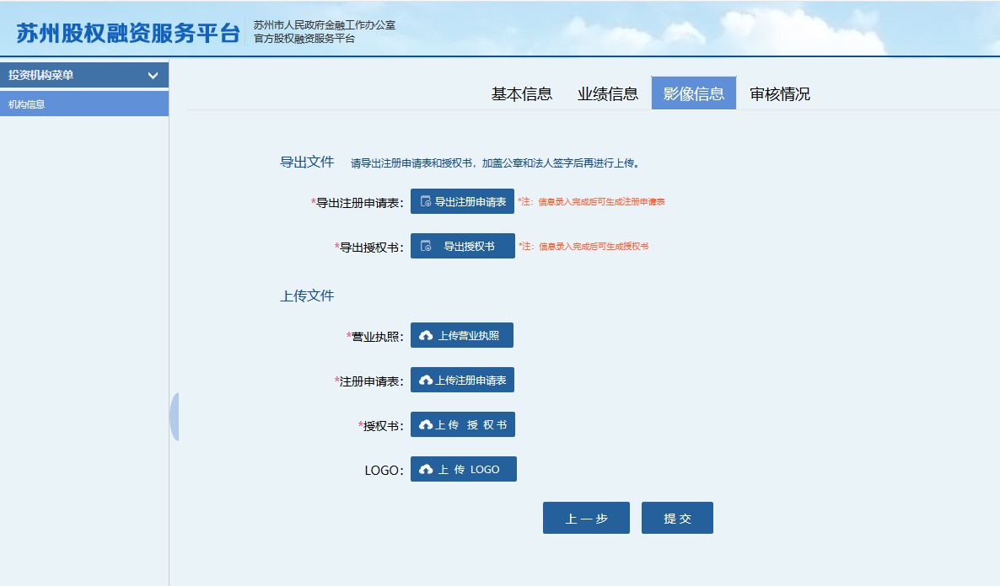 苏州股权融资服务平台
苏州市人民政府金融工作办公室
官方股权融资服务平台
投资机构菜单
机构信息
基本信息 业绩信息 影像信息 审核情况
导出文件 请导出注册申请表和授权书，加盖公章和法人签字后再进行上传。
*导出注册申请表： 导出注册申请表 *注：信息录入完成后可生成注册申请表
*导出授权书： 导出授权书 *注：信息录入完成后可生成授权书
上传文件
*营业执照： 上传营业执照
*注册申请表： 上传注册申请表
*授权书： 上 传 授 权 书
LOGO： 上 传 LOGO
上 一 步 提 交